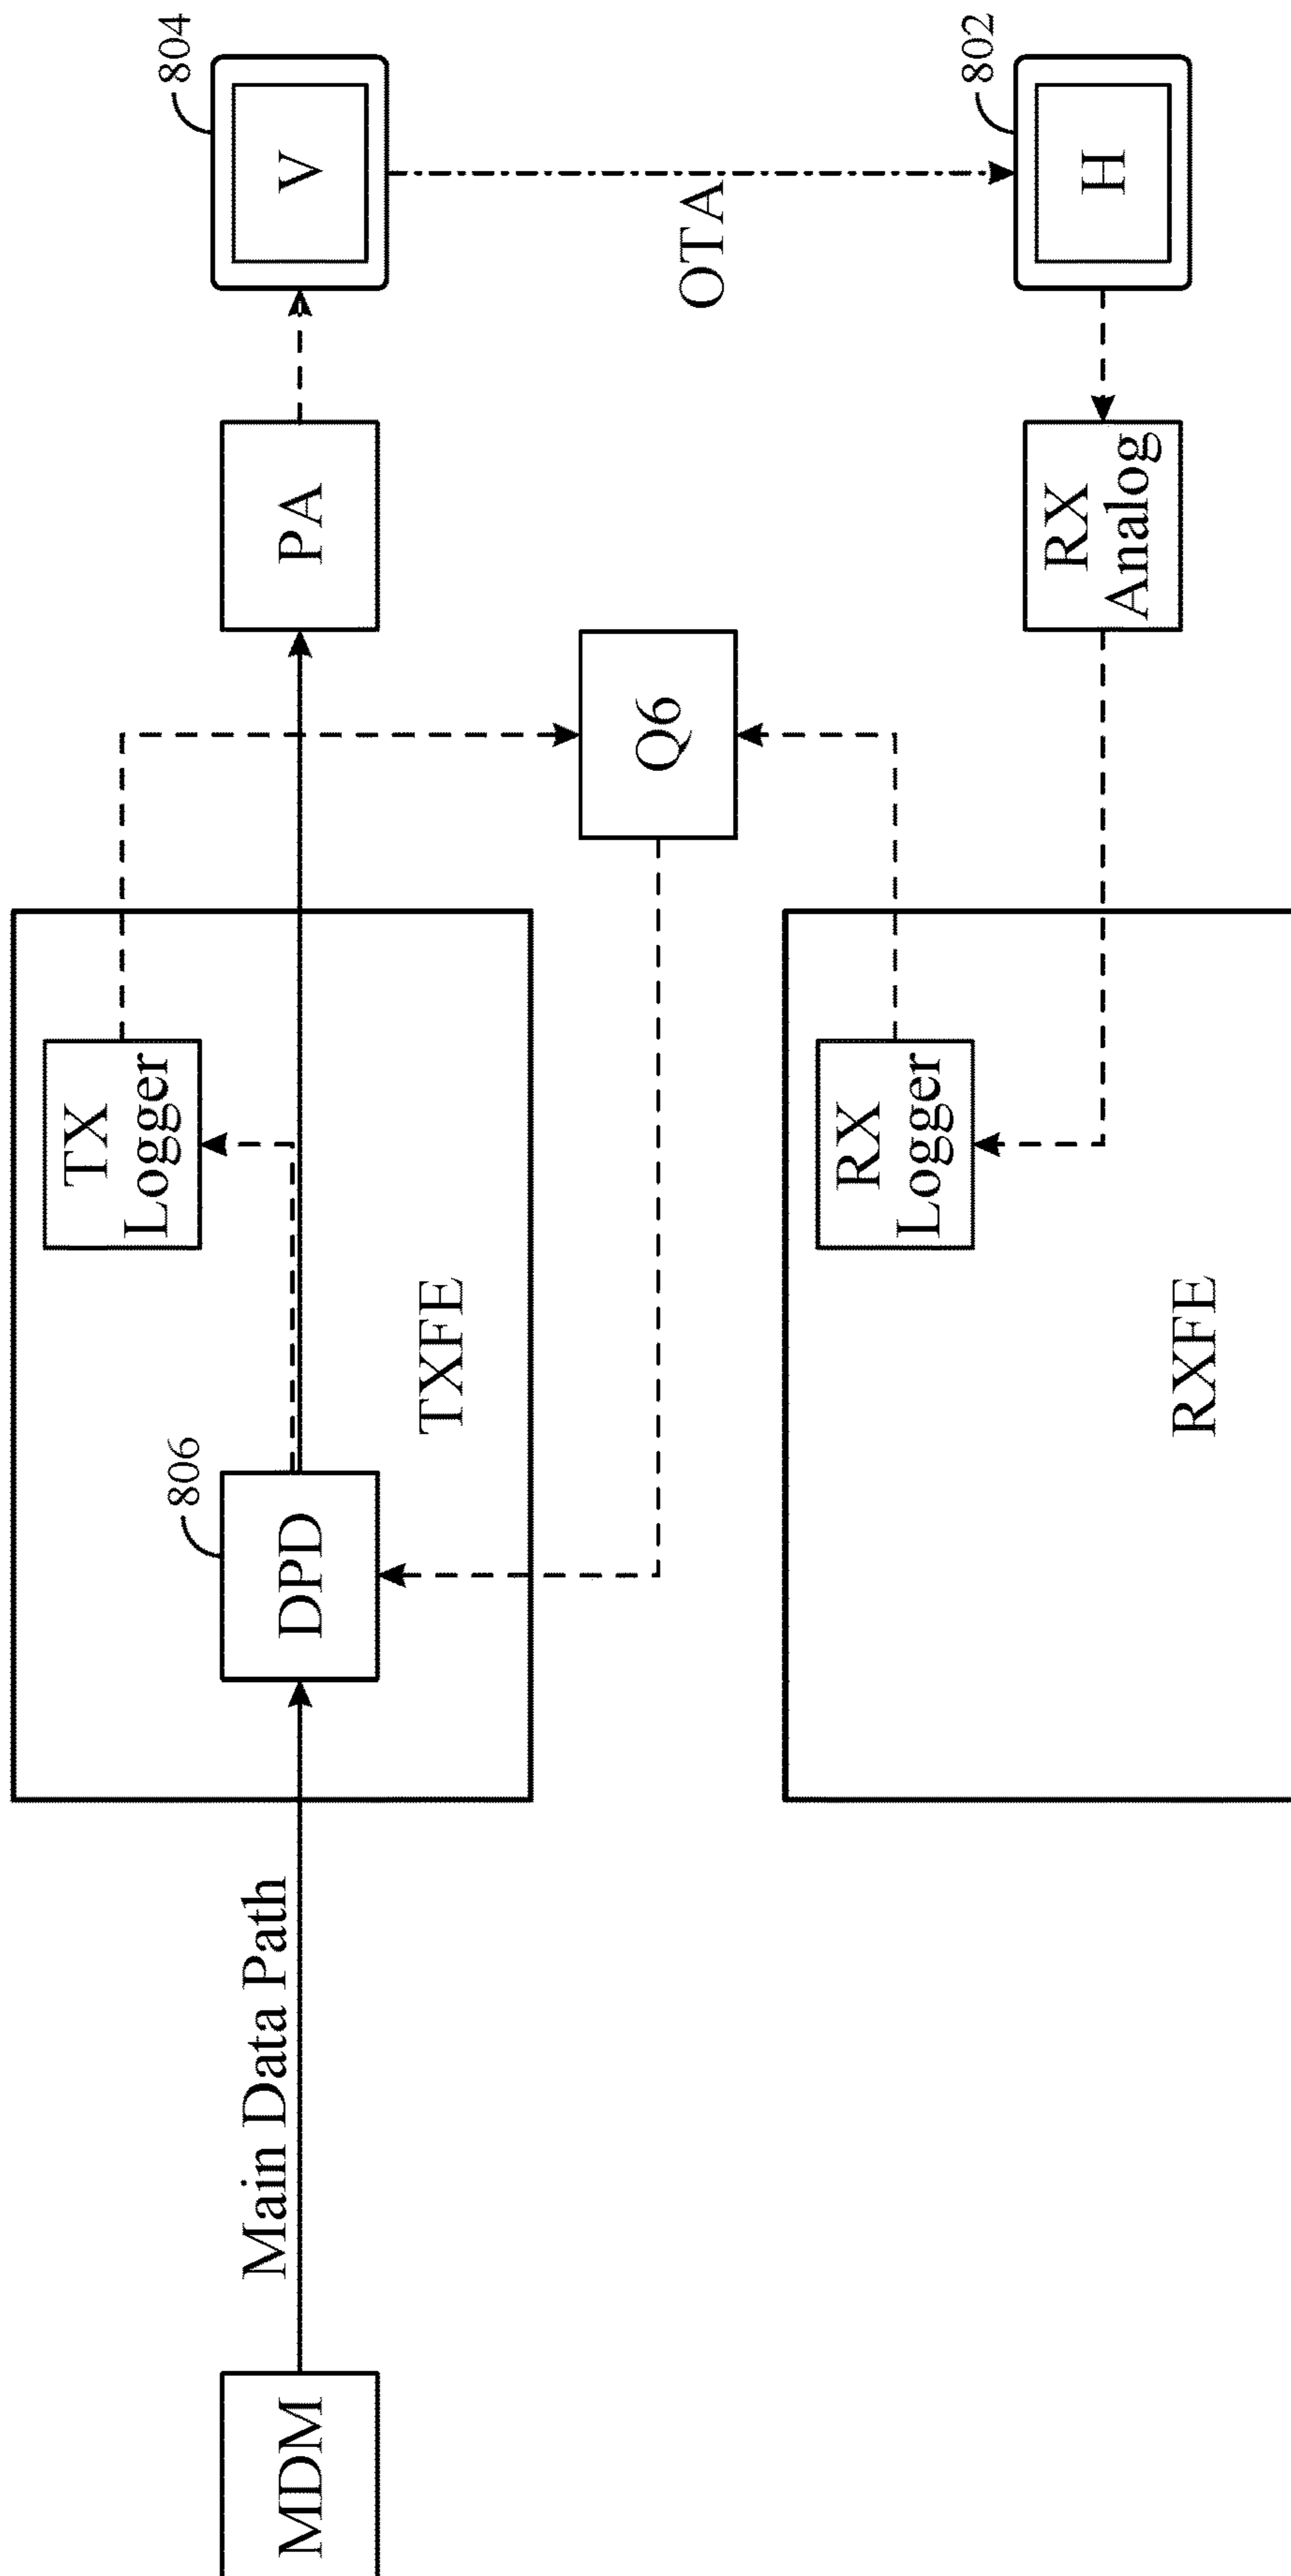 MDM
Main Data Path
806
DPD
TXFE
TX
Logger
PA
804
V
OTA
Q6
RXFE
RX
Logger
RX
Analog
802
H